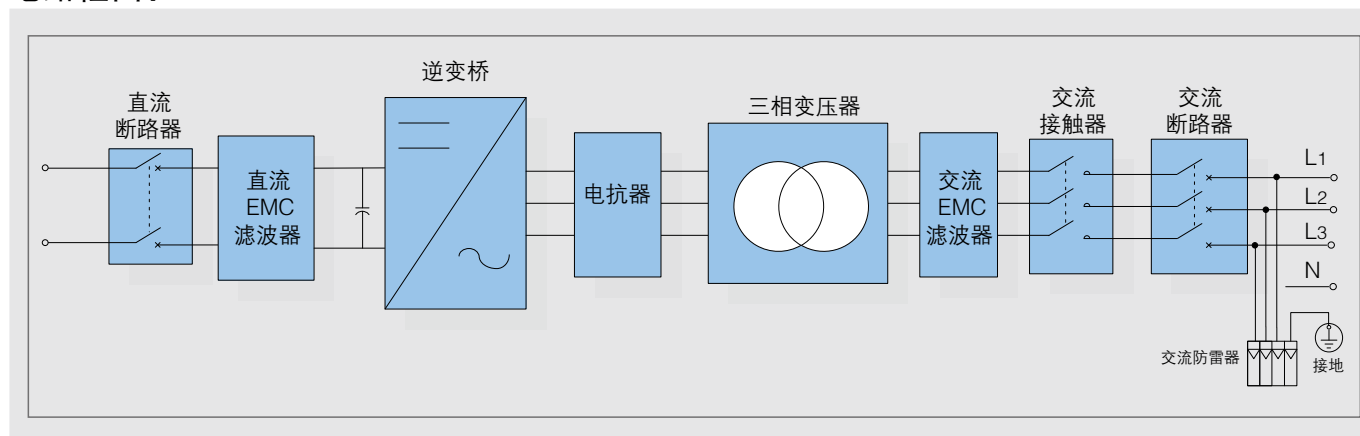 逆变桥
直流
断路器
三相变压器
交流
接触器
交流
断路器
直流
EMC
滤波器
电抗器
交流
EMC
滤波器
L1
L2
L3
N
交流防雷器
接地